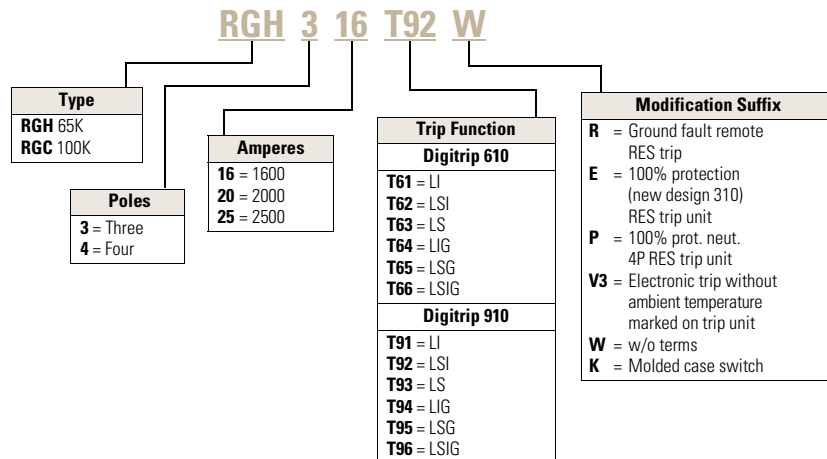 RGH 3 16 T92 W
Type
RGH 65K
RGC 100K
Poles
3 = Three
4 = Four
Amperes
16 = 1600
20 = 2000
25 = 2500
Trip Function
Digitrip 610
T61 = LI
T62 = LSI
T63 = LS
T64 = LIG
T65 = LSG
T66 = LSIG
Digitrip 910
T91 = LI
T92 = LSI
T93 = LS
T94 = LIG
T95 = LSG
T96 = LSIG
Modification Suffix
R = Ground fault remote
RES trip
E = 100% protection
(new design 310)
RES trip unit
P = 100% prot. neut.
4P RES trip unit
V3 = Electronic trip without
ambient temperature
marked on trip unit
W = w/o terms
K = Molded case switch